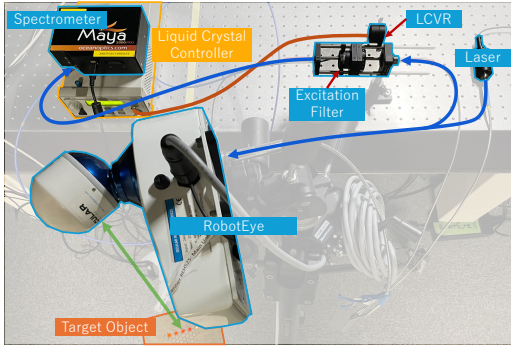 Spectrometer
Maya
oceanoptics.com
Liquid Crystal
Controller
LCVR
Laser
Excitation
Filter
RobotEye
Target Object